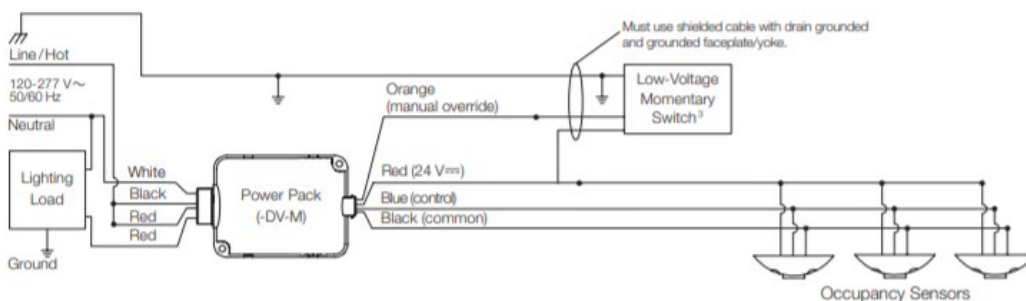 Must use shielded cable with drain grounded
and grounded faceplate/yoke.
Line/Hot
120-277 V~
50/60 Hz
Neutral
Orange
(manual override)
Low-Voltage
Momentary
Switch³
Lighting
Load
White
Black
Red
Red
Ground
Power Pack
(-DV-M)
Red (24 V⎓)
Blue (control)
Black (common)
Occupancy Sensors